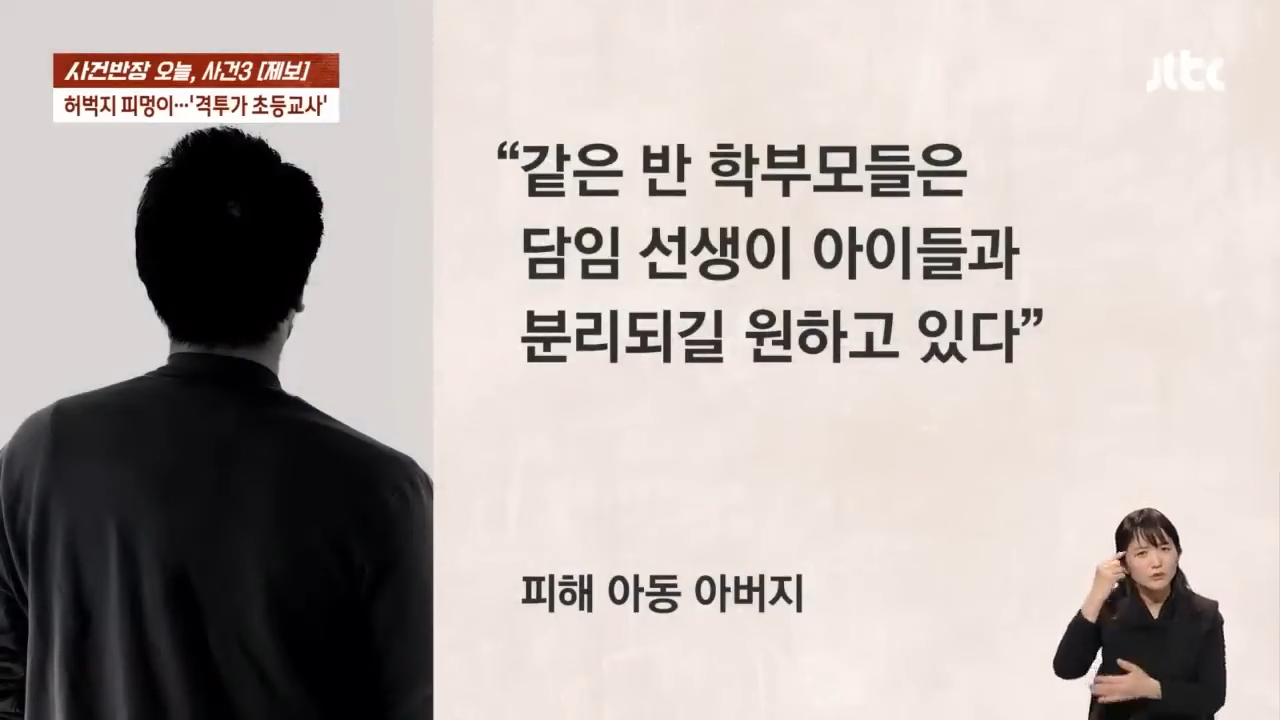 사건반장 오늘, 사건3 [제보]
허벅지 피멍이…'격투가 초등교사'
jtbc
“같은 반 학부모들은
담임 선생이 아이들과
분리되길 원하고 있다”
피해 아동 아버지